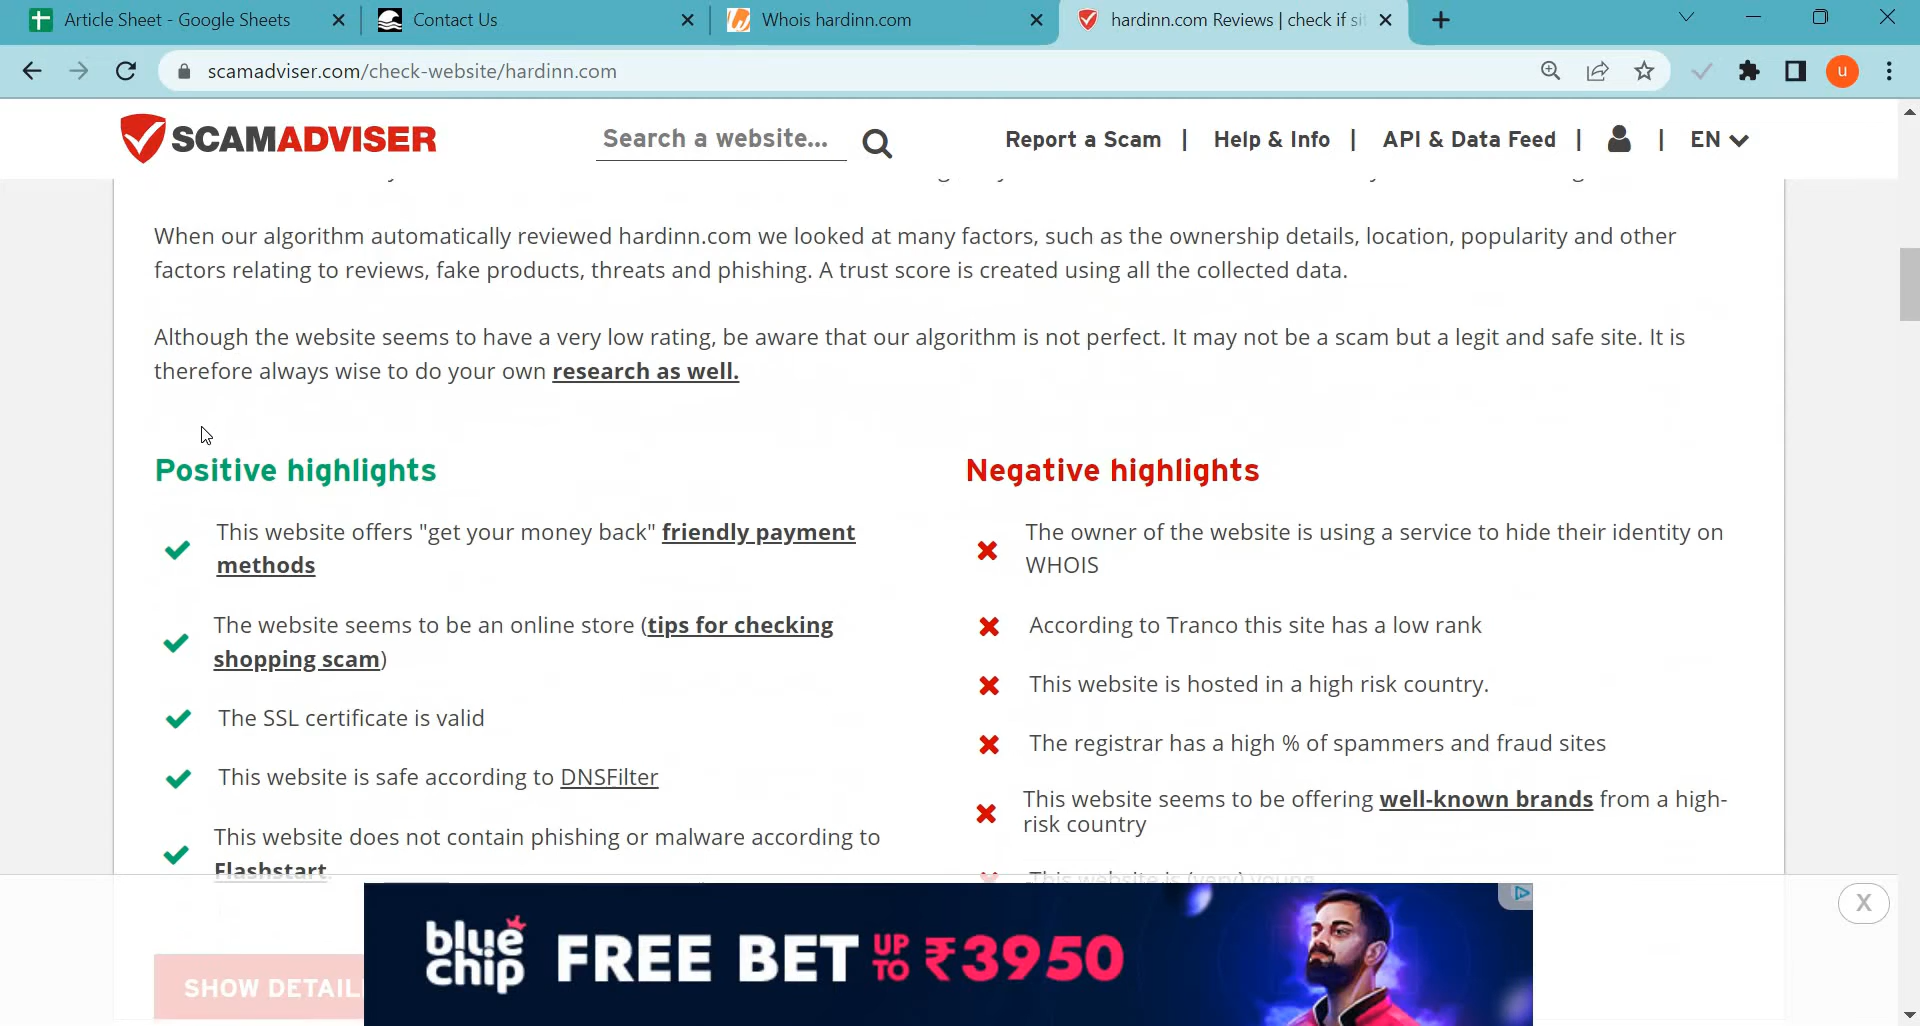 Article Sheet - Google Sheets
Contact Us
Whois hardinn.com
hardinn.com Reviews | check if si
scamadviser.com/check-website/hardinn.com
u
SCAMADVISER
Search a website...
Report a Scam | Help & Info | API & Data Feed | | EN
When our algorithm automatically reviewed hardinn.com we looked at many factors, such as the ownership details, location, popularity and other
factors relating to reviews, fake products, threats and phishing. A trust score is created using all the collected data.
Although the website seems to have a very low rating, be aware that our algorithm is not perfect. It may not be a scam but a legit and safe site. It is
therefore always wise to do your own research as well.
Positive highlights
This website offers "get your money back" friendly payment
methods
The website seems to be an online store (tips for checking
shopping scam)
The SSL certificate is valid
This website is safe according to DNSFilter
This website does not contain phishing or malware according to
Flashstart.
Negative highlights
The owner of the website is using a service to hide their identity on
WHOIS
According to Tranco this site has a low rank
This website is hosted in a high risk country.
The registrar has a high % of spammers and fraud sites
This website seems to be offering well-known brands from a high-
risk country
This website is (very) young.
SHOW DETAIL
blue
chip
FREE BET UP TO ₹3950
X